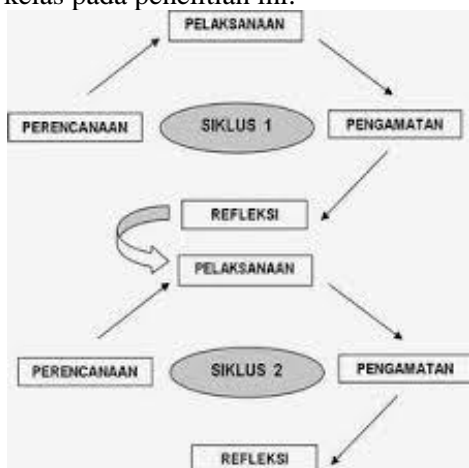 kelas pada penelitian ini.
PELAKSANAAN
PERENCANAAN
SIKLUS 1
PENGAMATAN
REFLEKSI
PELAKSANAAN
PERENCANAAN
SIKLUS 2
PENGAMATAN
REFLEKSI